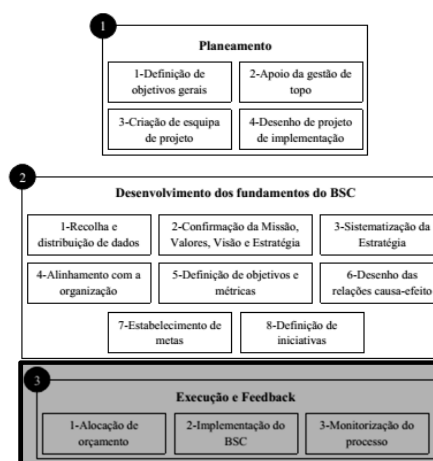 1
Planeamento
1-Definição de
objetivos gerais
2-Apoio da gestão de
topo
3-Criação de esquipa
de projeto
4-Desenho de projeto
de implementação
2
Desenvolvimento dos fundamentos do BSC
1-Recolha e
distribuição de dados
2-Confirmação da Missão,
Valores, Visão e Estratégia
3-Sistematização da
Estratégia
4-Alinhamento com a
organização
5-Definição de objetivos e
métricas
6-Desenho das
relações causa-efeito
7-Estabelecimento de
metas
8-Definição de
iniciativas
3
Execução e Feedback
1-Alocação de
orçamento
2-Implementação do
BSC
3-Monitorização do
processo